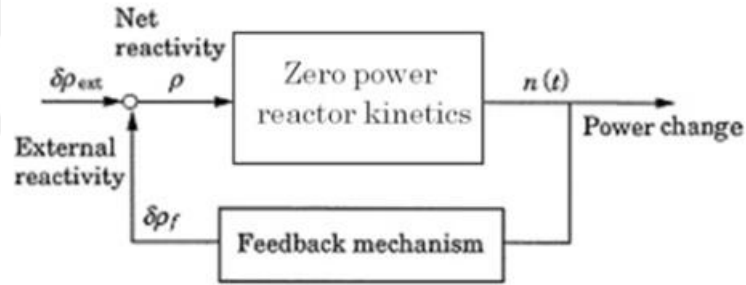 Net
reactivity
δρext
ρ
Zero power
reactor kinetics
n(t)
Power change
External
reactivity
δρf
Feedback mechanism